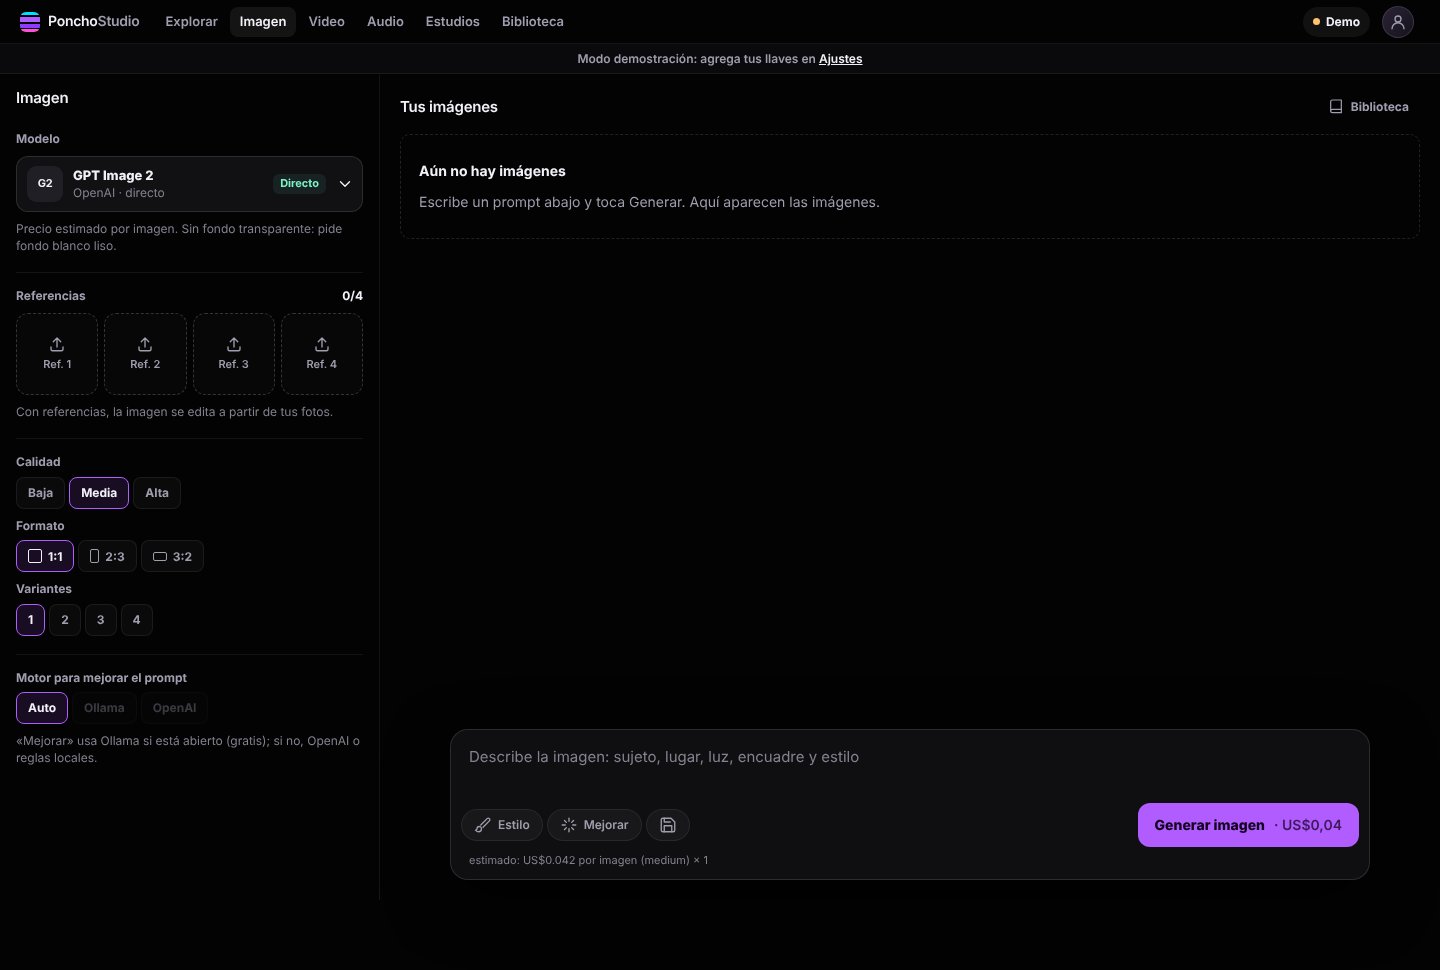 PonchoStudio
Explorar
Imagen
Video
Audio
Estudios
Biblioteca
Demo
Modo demostración: agrega tus llaves en Ajustes
Imagen
Modelo
G2
GPT Image 2
OpenAI · directo
Directo
Precio estimado por imagen. Sin fondo transparente: pide
fondo blanco liso.
Referencias
0/4
Ref. 1
Ref. 2
Ref. 3
Ref. 4
Con referencias, la imagen se edita a partir de tus fotos.
Calidad
Baja
Media
Alta
Formato
1:1
2:3
3:2
Variantes
1
2
3
4
Motor para mejorar el prompt
Auto
Ollama
OpenAI
«Mejorar» usa Ollama si está abierto (gratis); si no, OpenAI o
reglas locales.
Tus imágenes
Biblioteca
Aún no hay imágenes
Escribe un prompt abajo y toca Generar. Aquí aparecen las imágenes.
Describe la imagen: sujeto, lugar, luz, encuadre y estilo
Estilo
Mejorar
Generar imagen · US$0,04
estimado: US$0.042 por imagen (medium) × 1